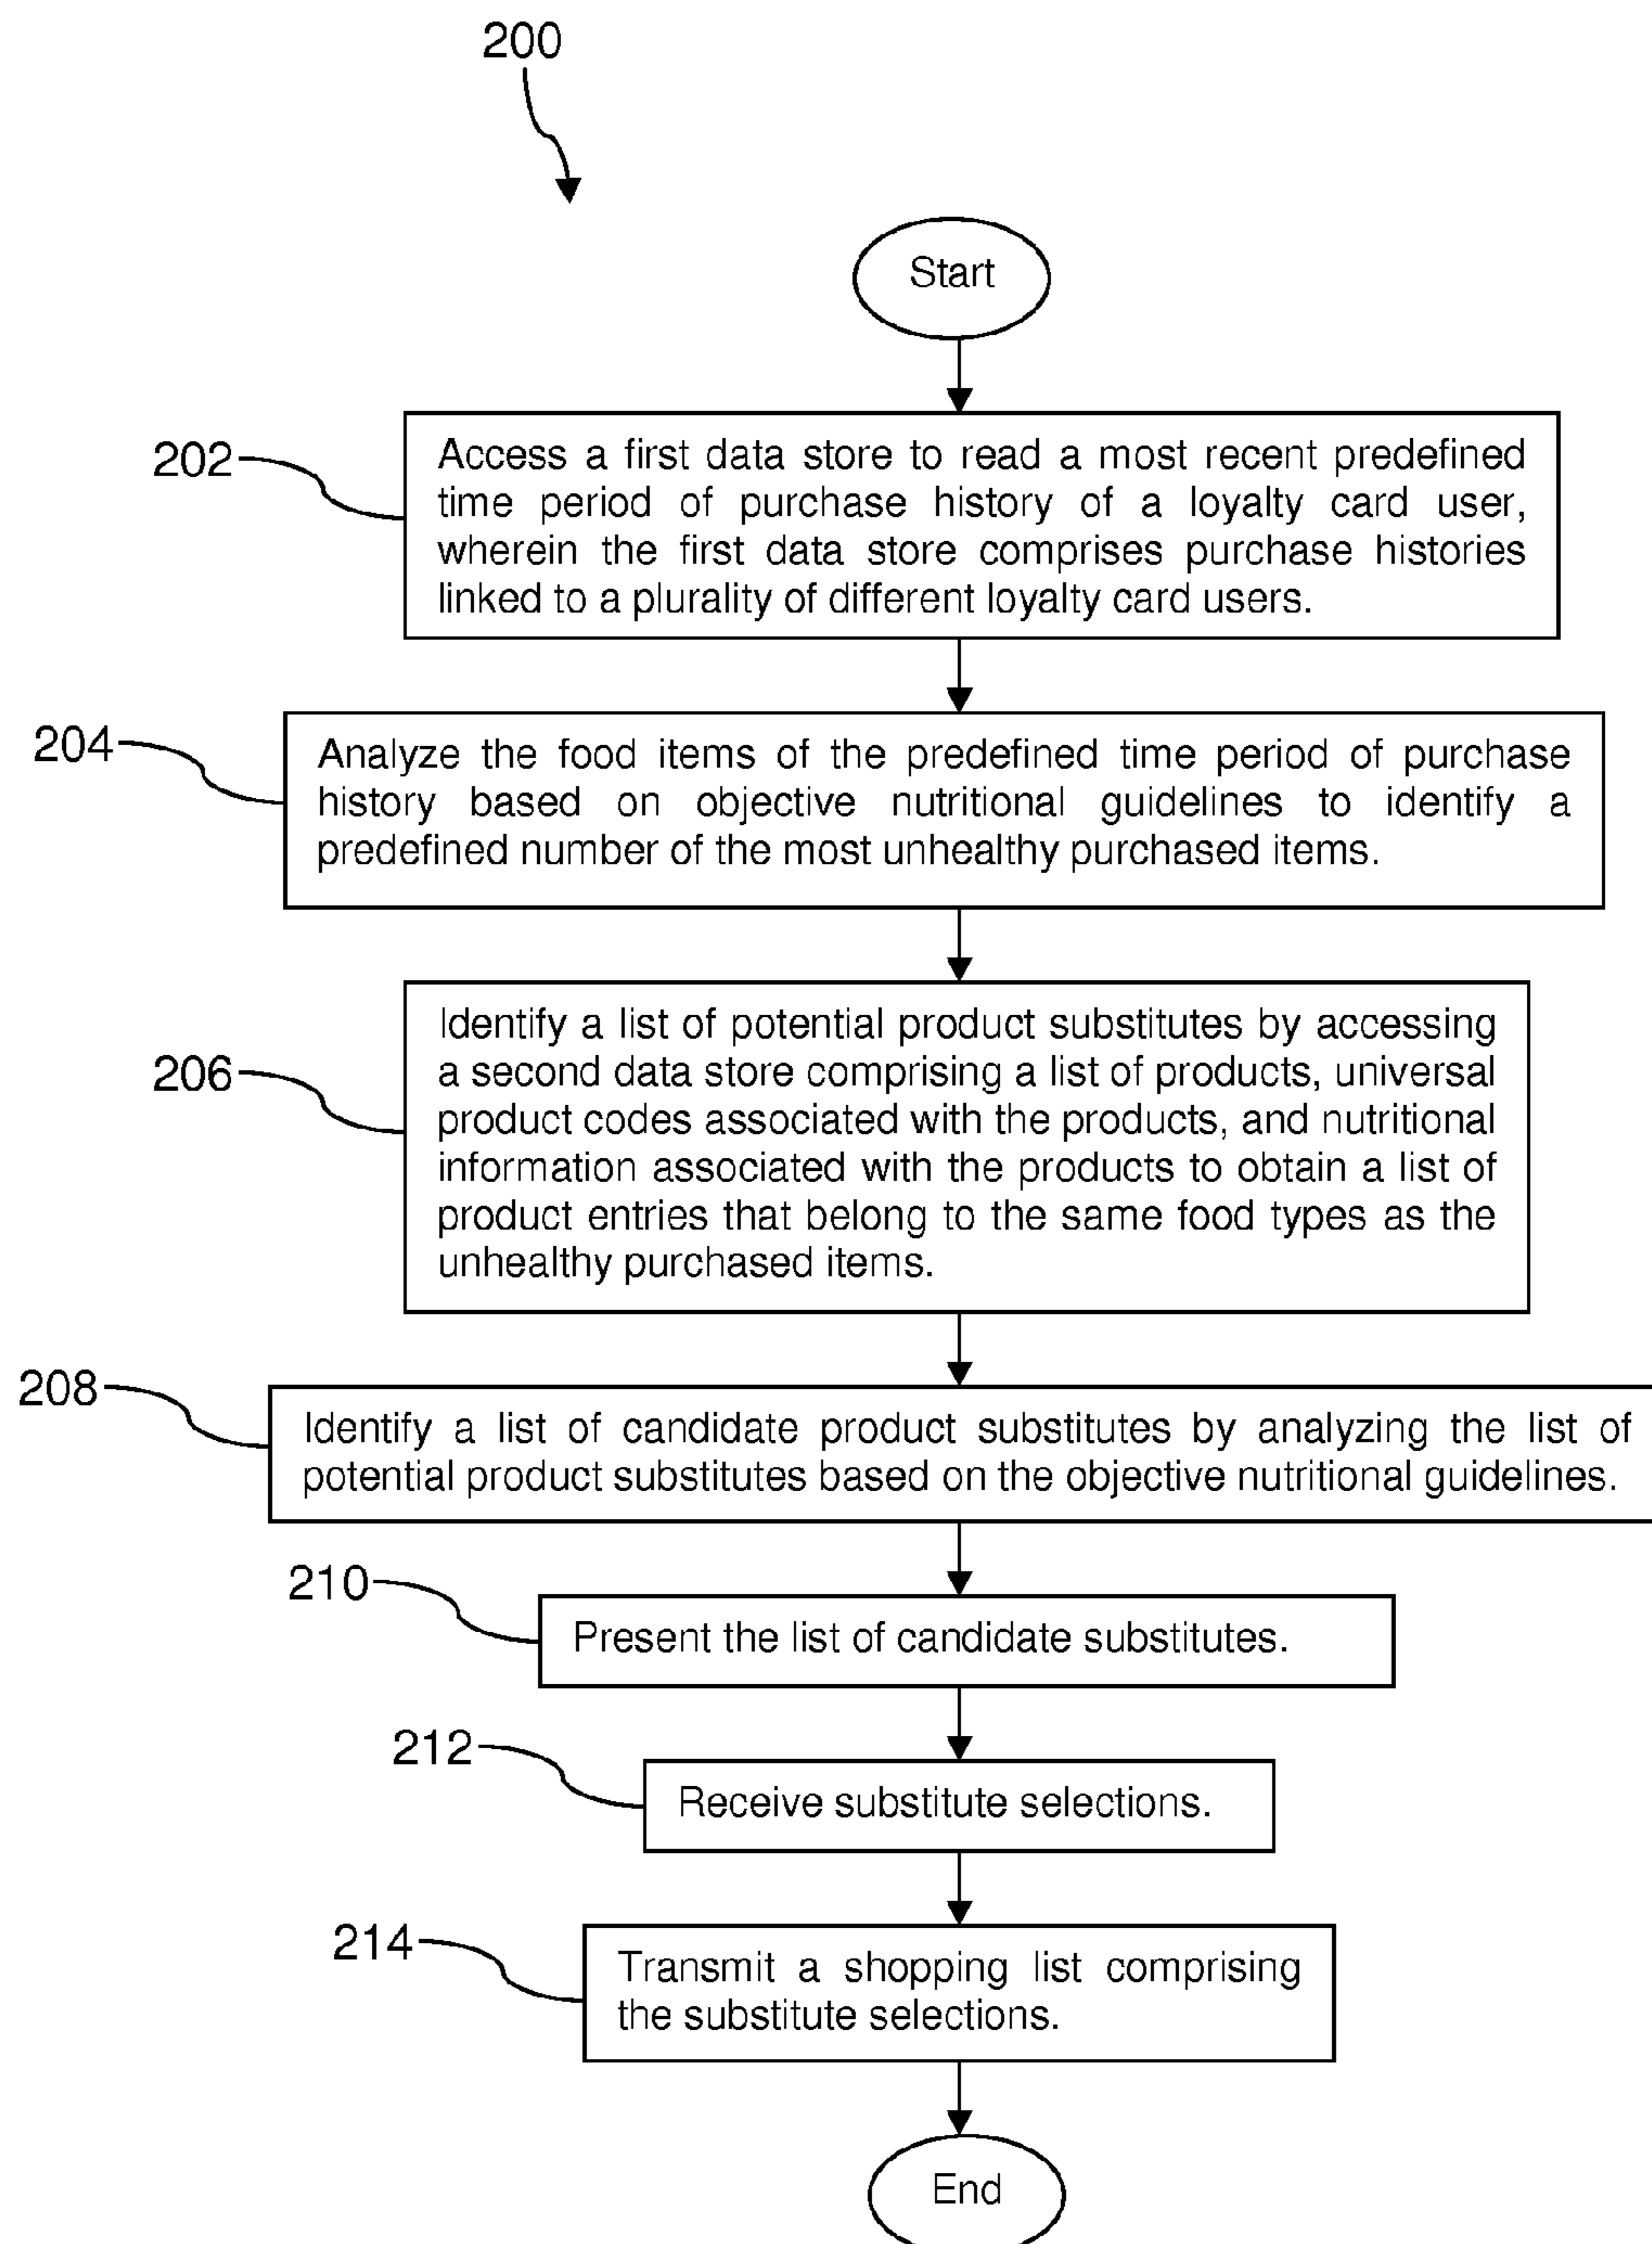 200
Start
202
Access a first data store to read a most recent predefined
time period of purchase history of a loyalty card user,
wherein the first data store comprises purchase histories
linked to a plurality of different loyalty card users.
204
Analyze the food items of the predefined time period of purchase
history based on objective nutritional guidelines to identify a
predefined number of the most unhealthy purchased items.
206
Identify a list of potential product substitutes by accessing
a second data store comprising a list of products, universal
product codes associated with the products, and nutritional
information associated with the products to obtain a list of
product entries that belong to the same food types as the
unhealthy purchased items.
208
Identify a list of candidate product substitutes by analyzing the list of
potential product substitutes based on the objective nutritional guidelines.
210
Present the list of candidate substitutes.
212
Receive substitute selections.
214
Transmit a shopping list comprising
the substitute selections.
End